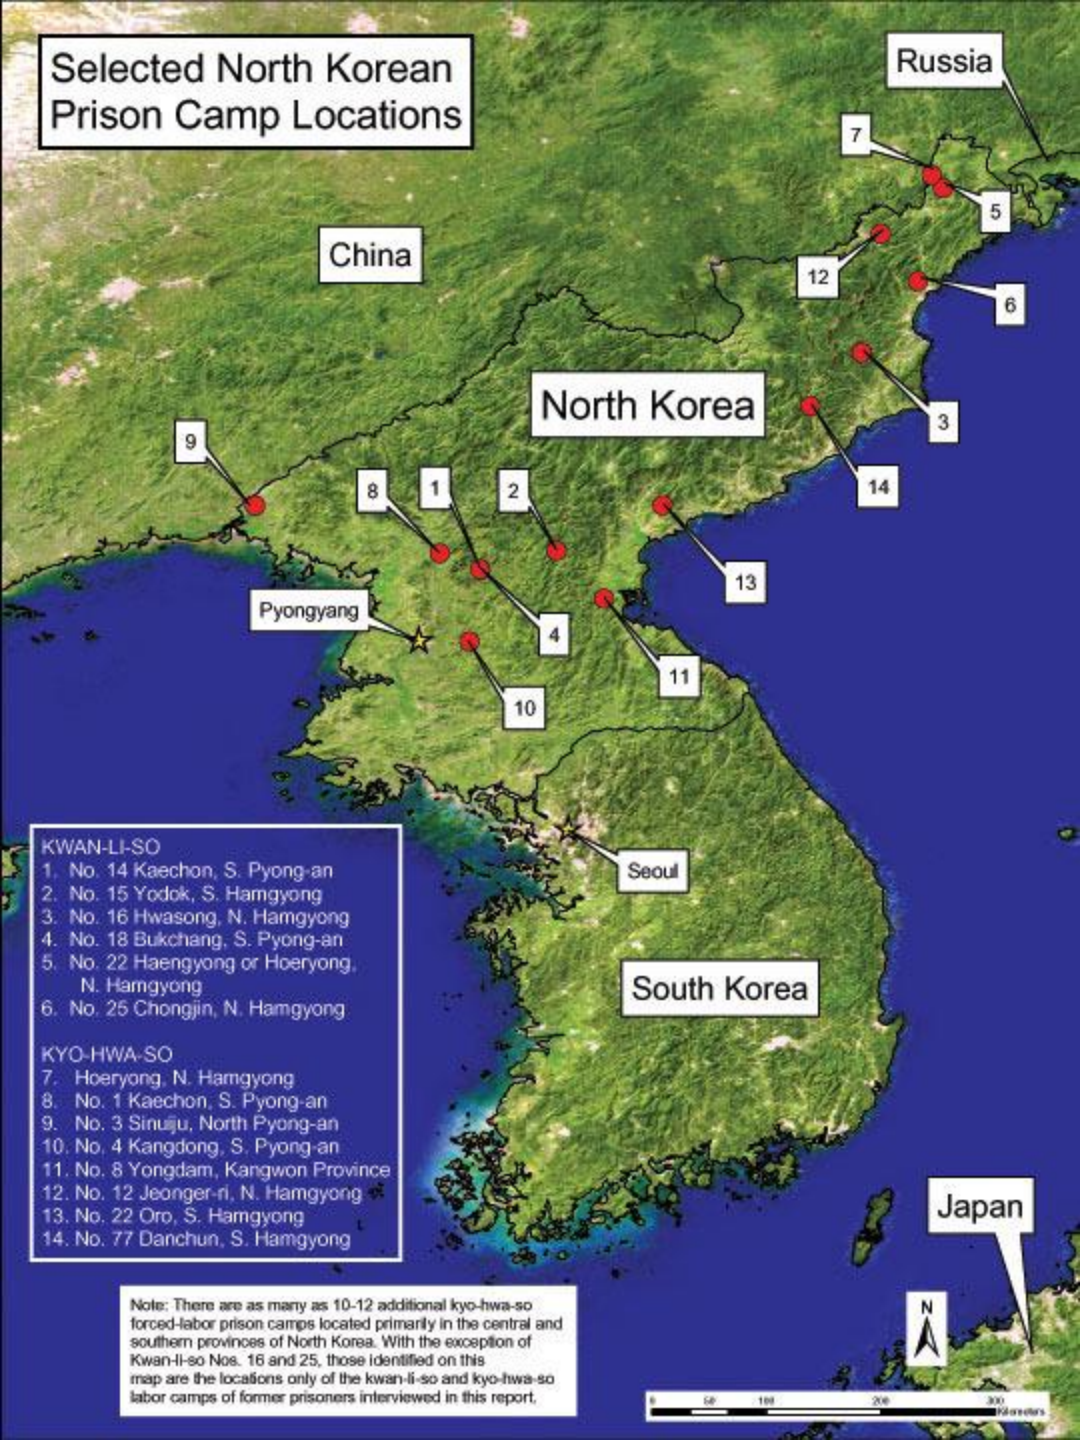 Selected North Korean
Prison Camp Locations
Russia
7
5
China
12
6
North Korea
3
9
14
8
1
2
13
Pyongyang
4
11
10
KWAN-LI-SO
1. No. 14 Kaechon, S. Pyong-an
2. No. 15 Yodok, S. Hamgyong
3. No. 16 Hwasong, N. Hamgyong
4. No. 18 Bukchang, S. Pyong-an
5. No. 22 Haengyong or Hoeryong,
N. Hamgyong
6. No. 25 Chongjin, N. Hamgyong
KYO-HWA-SO
7. Hoeryong, N. Hamgyong
8. No. 1 Kaechon, S. Pyong-an
9. No. 3 Sinuiju, North Pyong-an
10. No. 4 Kangdong, S. Pyong-an
11. No. 8 Yongdam, Kangwon Province
12. No. 12 Jeonger-ri, N. Hamgyong
13. No. 22 Oro, S. Hamgyong
14. No. 77 Danchun, S. Hamgyong
Seoul
South Korea
Japan
Note: There are as many as 10-12 additional kyo-hwa-so
forced-labor prison camps located primarily in the central and
southern provinces of North Korea. With the exception of
Kwan-li-so Nos. 16 and 25, those identified on this
map are the locations only of the kwan-li-so and kyo-hwa-so
labor camps of former prisoners interviewed in this report.
N
0 50 100 200 300
Kilometers